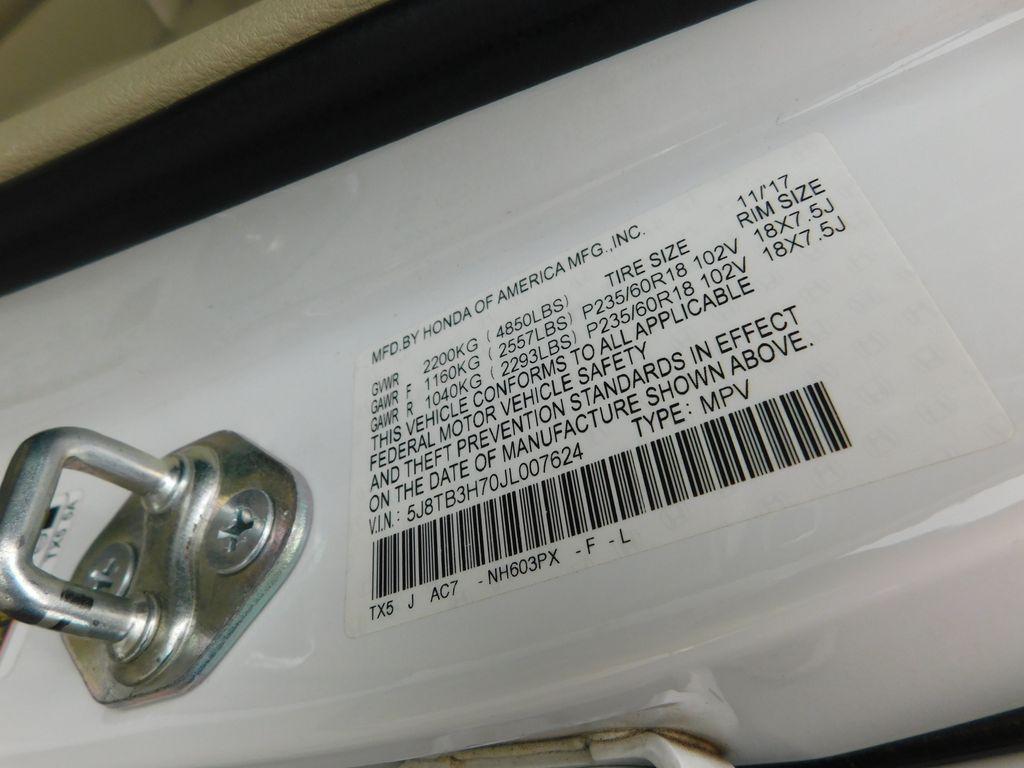 MFD.BY HONDA OF AMERICA MFG.,INC. 11/'17
TIRE SIZE RIM SIZE
GVWR 2200KG ( 4850LBS)
GAWR F 1160KG ( 2557LBS) P235/60R18 102V 18X7.5J
GAWR R 1040KG ( 2293LBS) P235/60R18 102V 18X7.5J
THIS VEHICLE CONFORMS TO ALL APPLICABLE
FEDERAL MOTOR VEHICLE SAFETY
AND THEFT PREVENTION STANDARDS IN EFFECT
ON THE DATE OF MANUFACTURE SHOWN ABOVE.
V.I.N.: 5J8TB3H70JL007624 TYPE: MPV
TX5 J AC7 -NH603PX -F -L
TX5